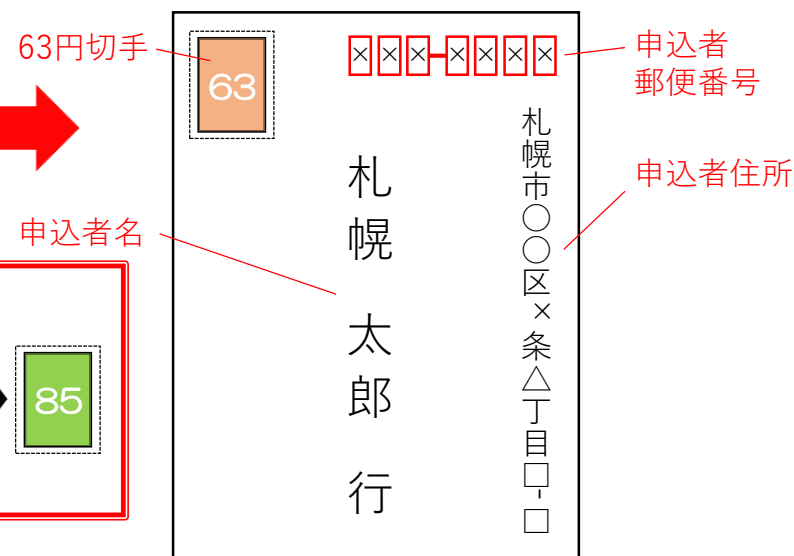 63円切手
63
×××-××××
申込者
郵便番号
札幌市〇〇区×条△丁目□-□
申込者住所
札幌 太郎 行
申込者名
85